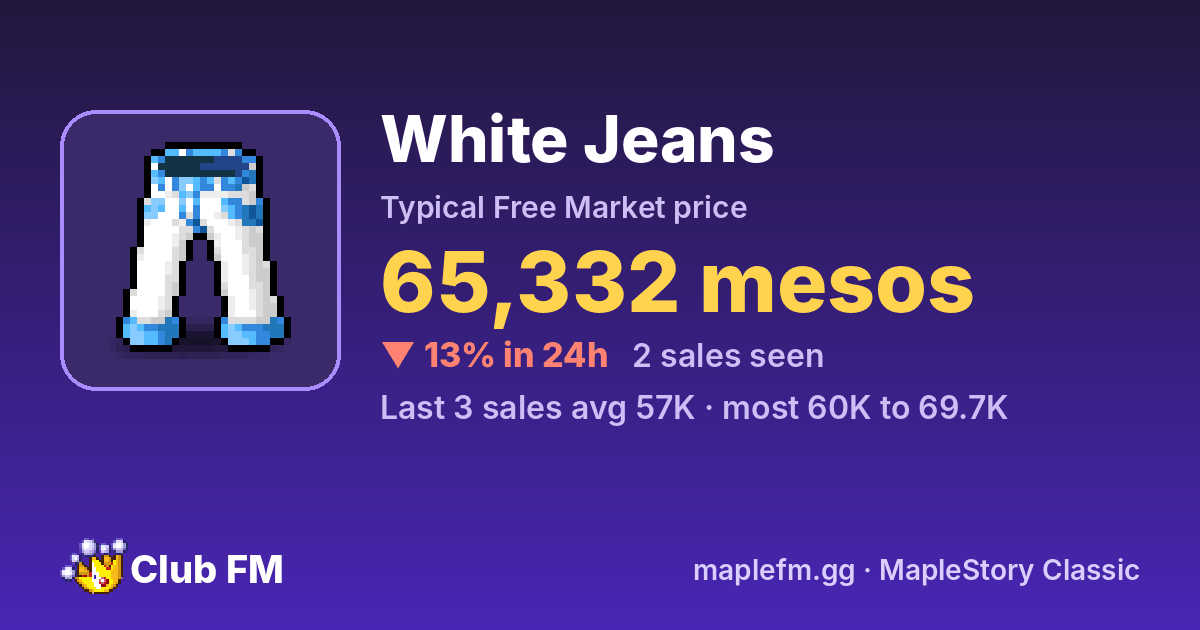 White Jeans
Typical Free Market price
65,332 mesos
▼ 13% in 24h 2 sales seen
Last 3 sales avg 57K · most 60K to 69.7K
Club FM
maplefm.gg · MapleStory Classic